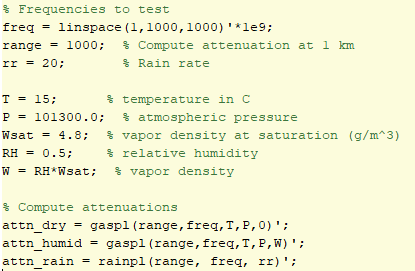 % Frequencies to test
freq = linspace(1,1000,1000)'*1e9;
range = 1000;  % Compute attenuation at 1 km
rr = 20;       % Rain rate
T = 15;      % temperature in C
P = 101300.0;  % atmospheric pressure
Wsat = 4.8;  % vapor density at saturation (g/m^3)
RH = 0.5;    % relative humidity
W = RH*Wsat;  % vapor density
% Compute attenuations
attn_dry = gaspl(range,freq,T,P,0)';
attn_humid = gaspl(range,freq,T,P,W)';
attn_rain = rainpl(range, freq, rr)';